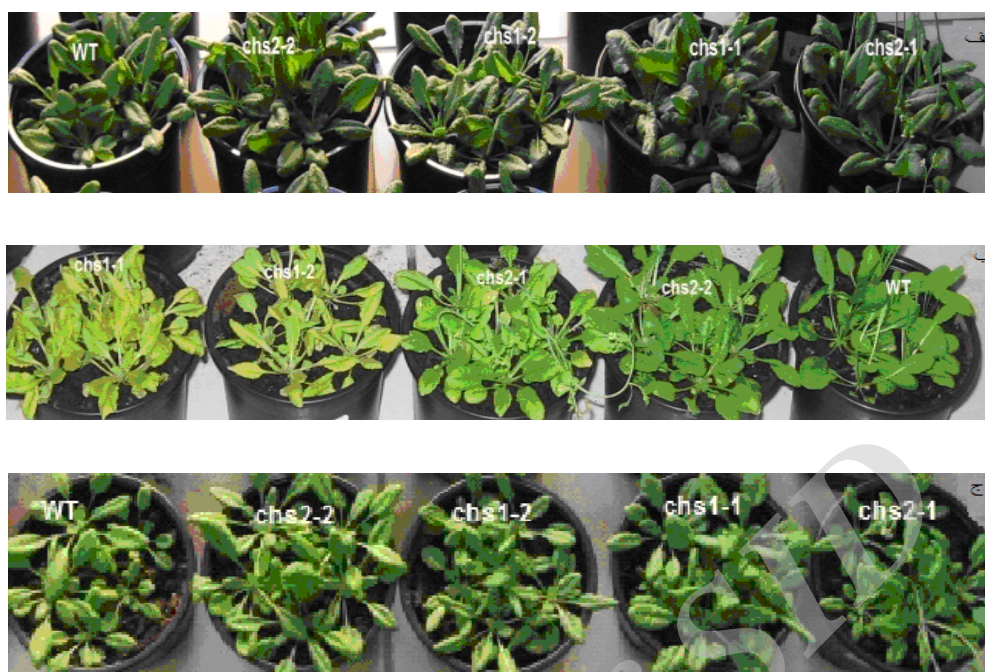 WT chs2-2 chs1-2 chs1-1 chs2-1
chs1-1 chs1-2 chs2-1 chs2-2 WT
ب
WT chs2-2 chs1-2 chs1-1 chs2-1
ج
SID